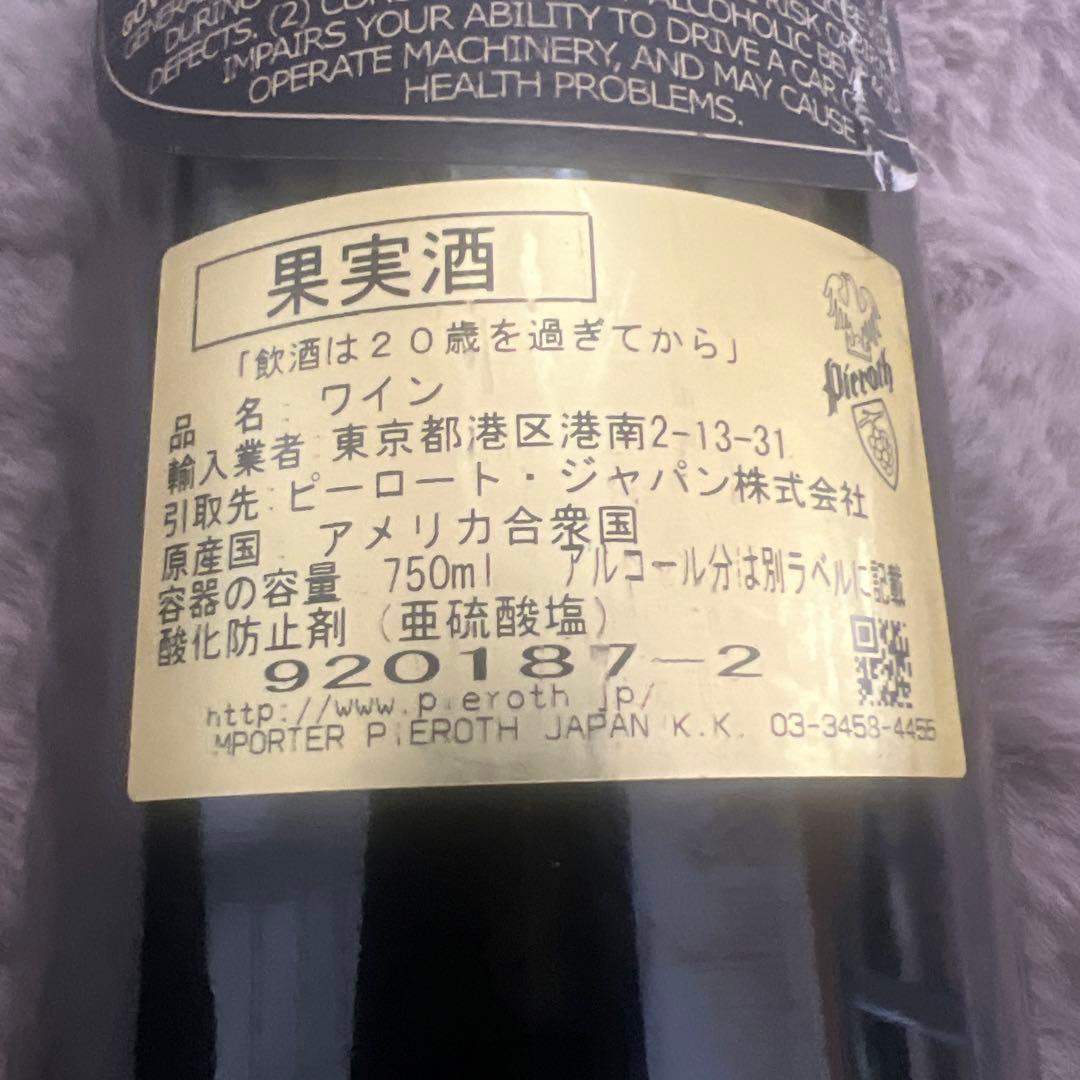 DURING
DEFECTS. (2)
IMPAIRS YOUR ABILITY TO DRIVE A CAR
OPERATE MACHINERY, AND MAY CAUSE
HEALTH PROBLEMS.
果実酒
「飲酒は20歳を過ぎてから」
Pieroth
品 名 ワイン
輸入業者 東京都港区港南2-13-31
引取先 ピーロート・ジャパン株式会社
原産国 アメリカ合衆国
容器の容量 750ml アルコール分は別ラベルに記載
酸化防止剤 (亜硫酸塩)
920187-2
http://www.pieroth.jp/
IMPORTER PIEROTH JAPAN K.K. 03-3458-4455